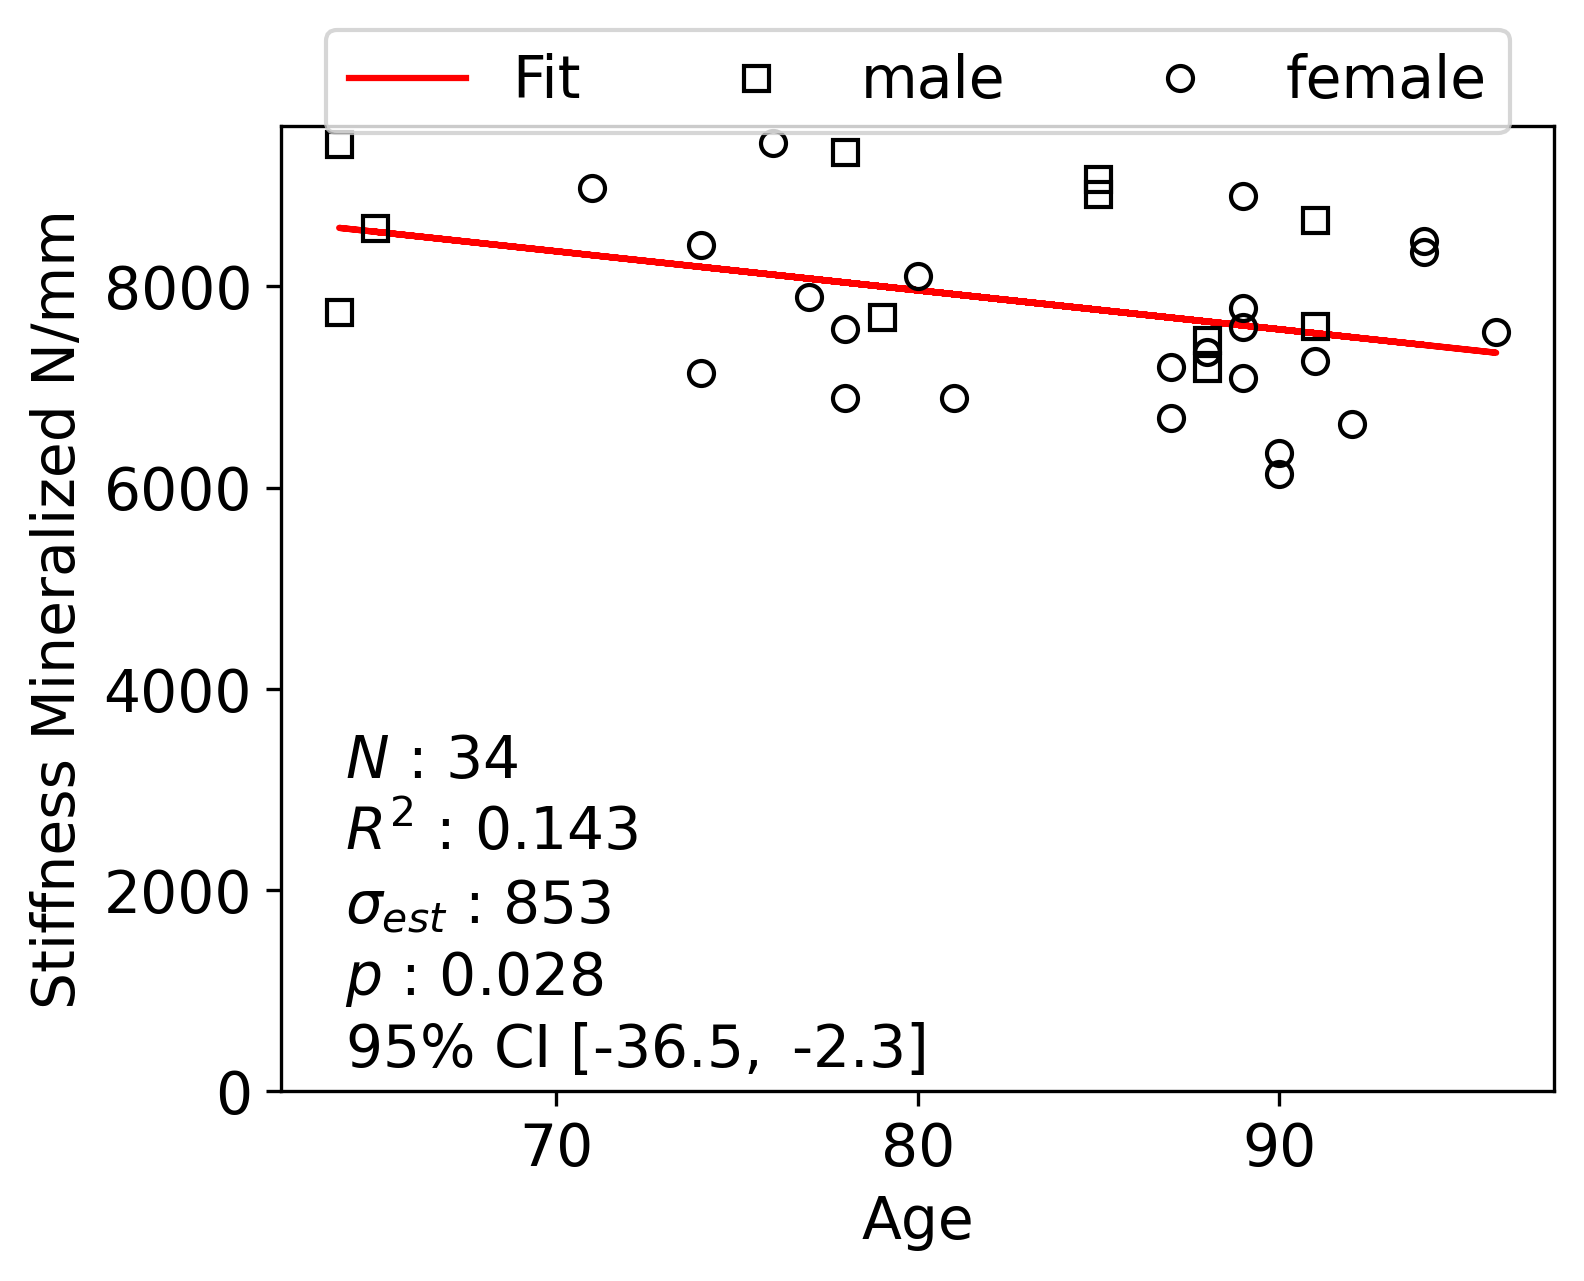 Fit male female
Stiffness Mineralized N/mm
8000
6000
4000
2000
0
N : 34
R² : 0.143
σest : 853
p : 0.028
95% CI [-36.5, -2.3]
70 80 90
Age